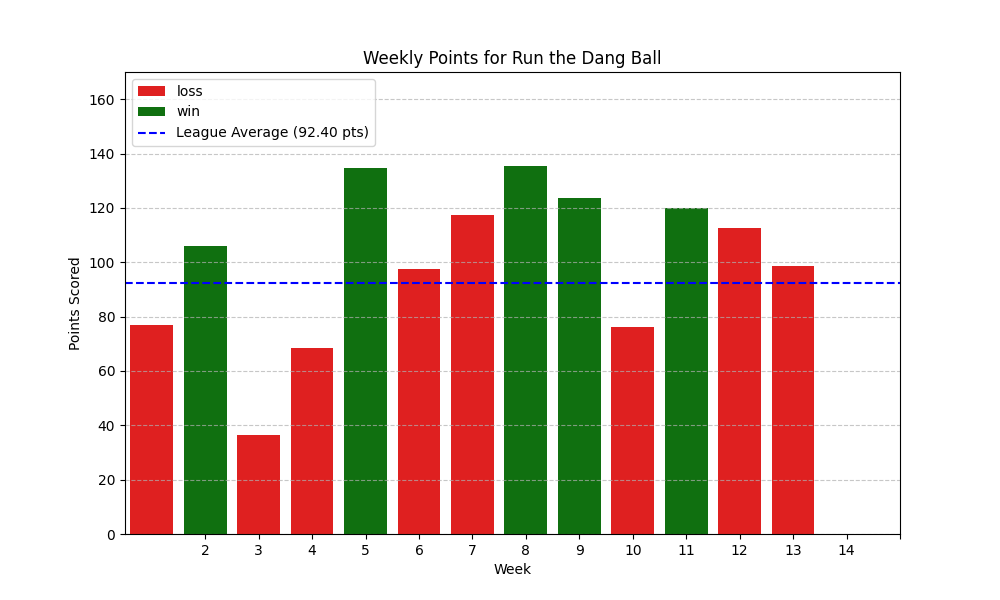 Weekly Points for Run the Dang Ball
loss
win
League Average (92.40 pts)
160
140
120
100
80
60
40
20
0
Points Scored
2 3 4 5 6 7 8 9 10 11 12 13 14
Week